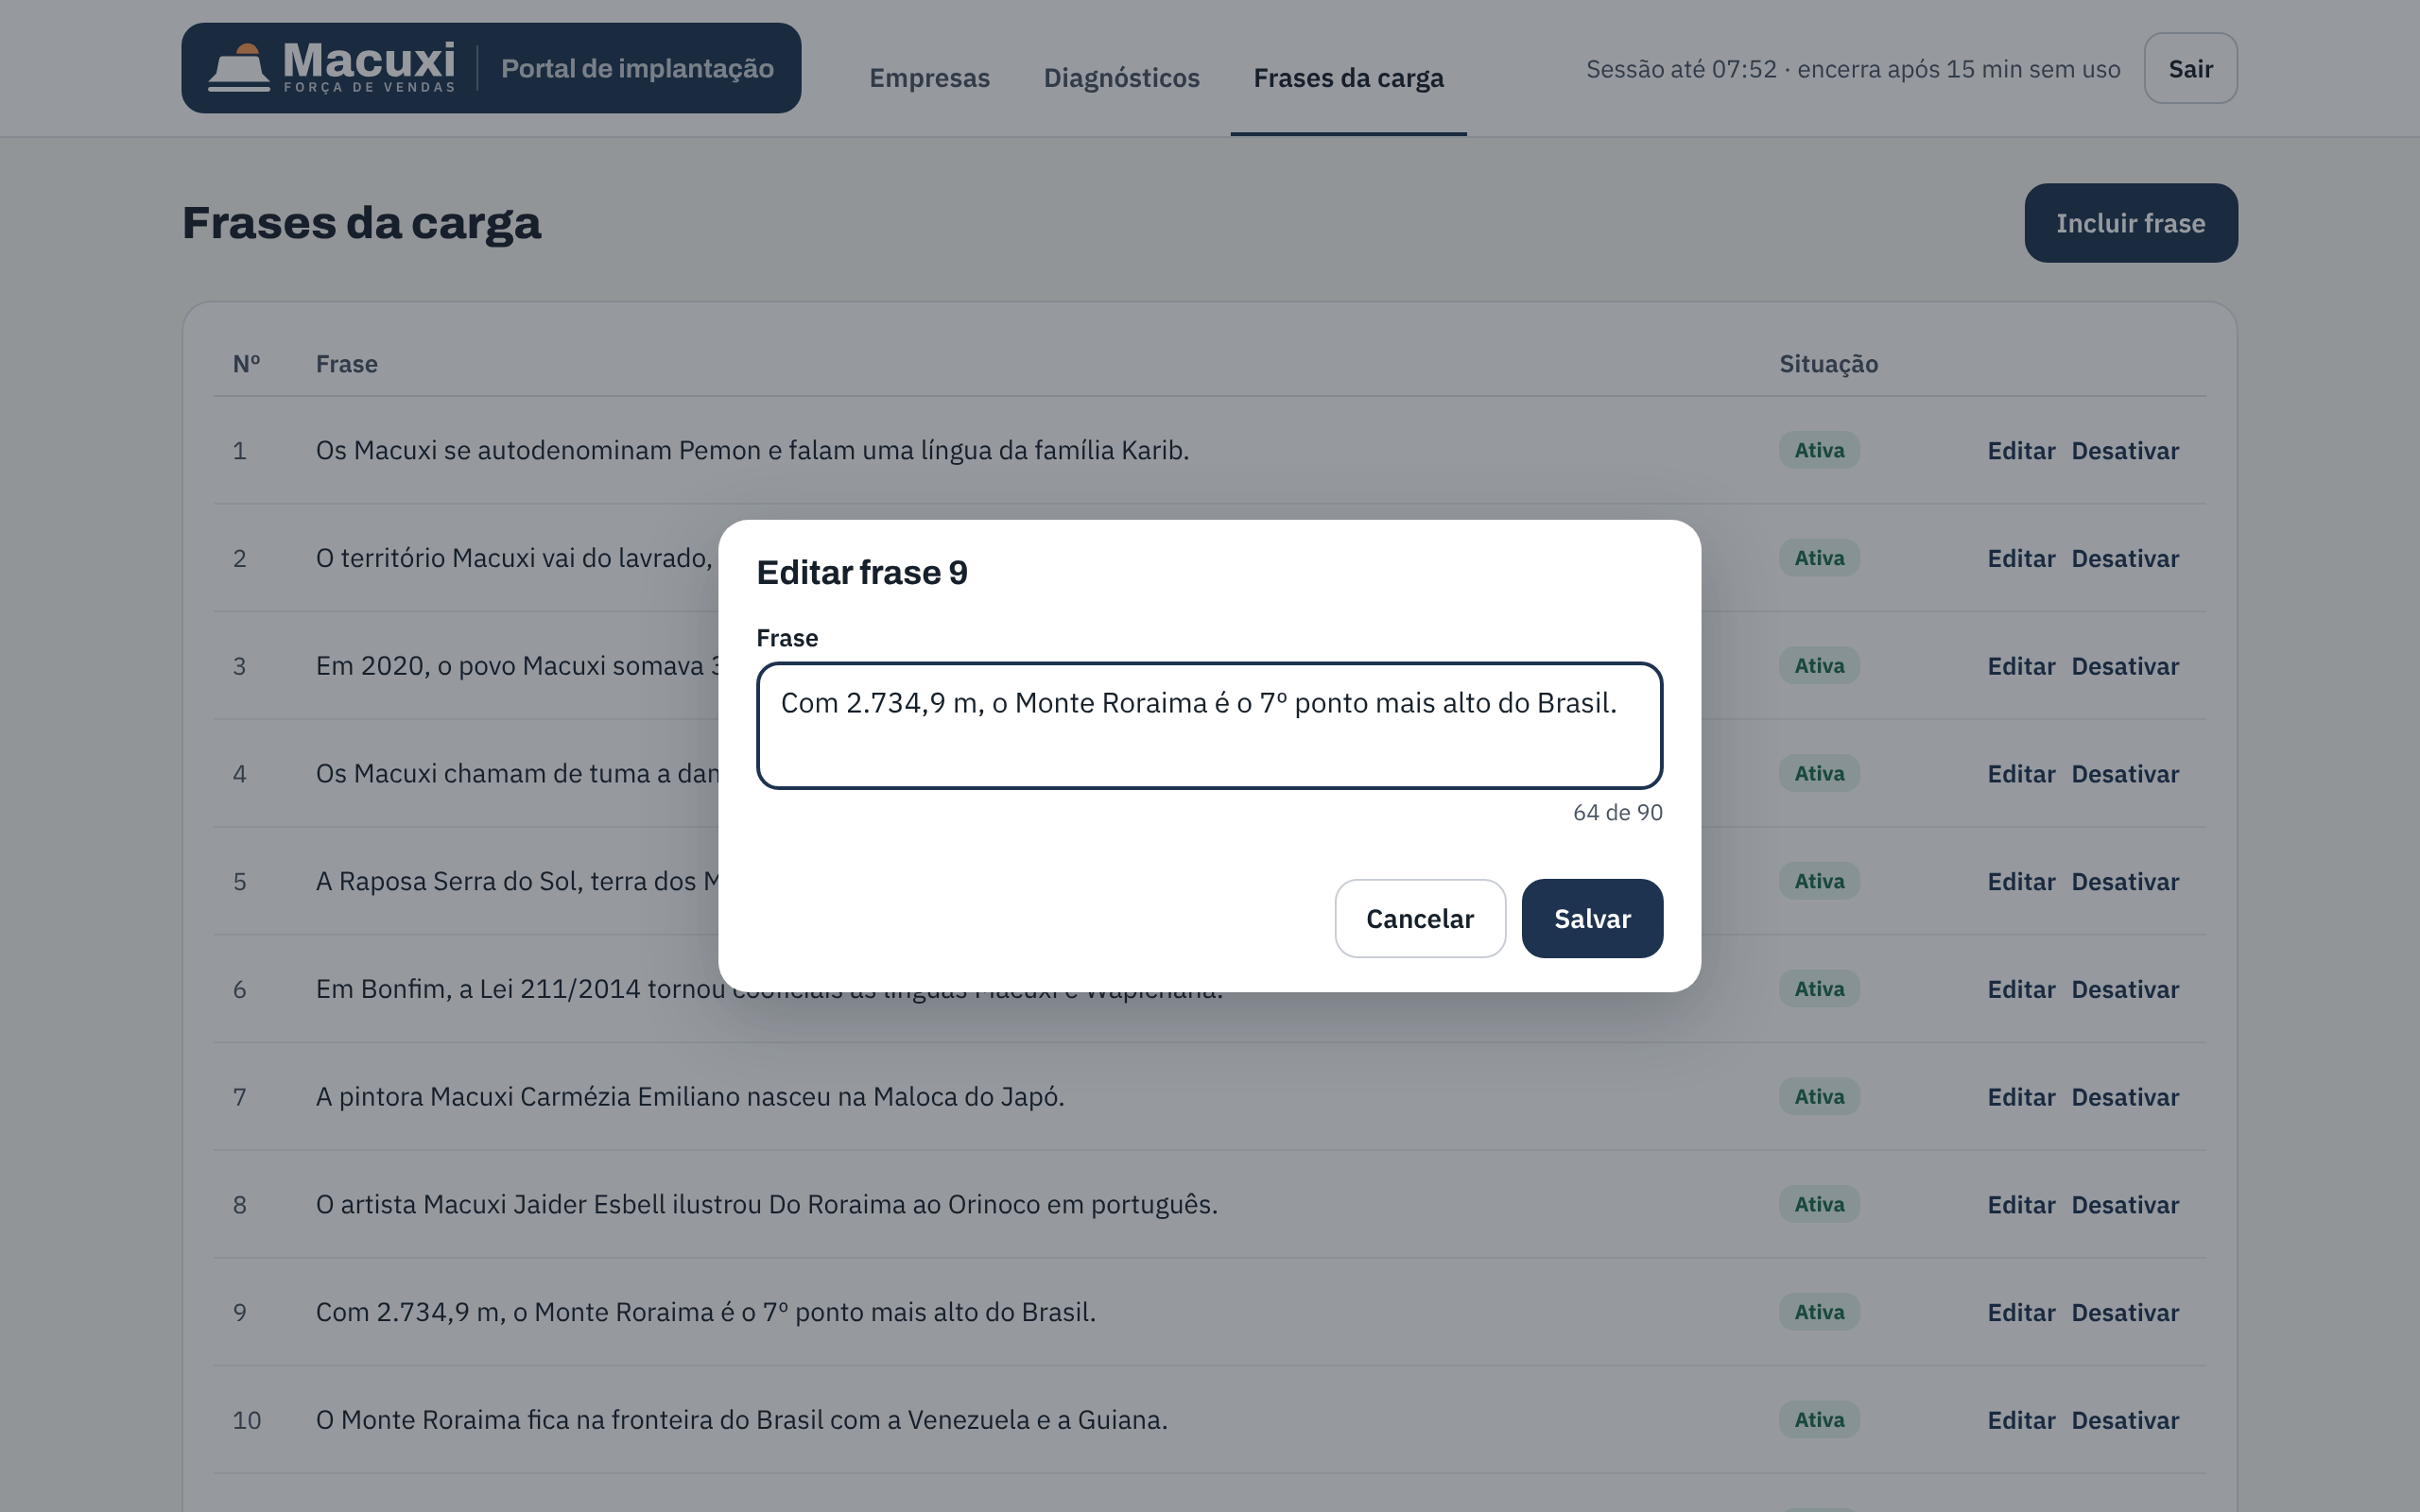 Macuxi
FORÇA DE VENDAS
Portal de implantação
Empresas
Diagnósticos
Frases da carga
Sessão até 07:52 · encerra após 15 min sem uso
Sair
Frases da carga
Incluir frase
Nº Frase Situação
1 Os Macuxi se autodenominam Pemon e falam uma língua da família Karib. Ativa Editar Desativar
2 O território Macuxi vai do lavrado, Ativa Editar Desativar
3 Em 2020, o povo Macuxi somava Ativa Editar Desativar
4 Os Macuxi chamam de tuma a Ativa Editar Desativar
5 A Raposa Serra do Sol, terra dos Ativa Editar Desativar
6 Em Bonfim, a Lei 211/2014 tornou cooficiais as línguas Macuxi e Wapichana. Ativa Editar Desativar
7 A pintora Macuxi Carmézia Emiliano nasceu na Maloca do Japó. Ativa Editar Desativar
8 O artista Macuxi Jaider Esbell ilustrou Do Roraima ao Orinoco em português. Ativa Editar Desativar
9 Com 2.734,9 m, o Monte Roraima é o 7º ponto mais alto do Brasil. Ativa Editar Desativar
10 O Monte Roraima fica na fronteira do Brasil com a Venezuela e a Guiana. Ativa Editar Desativar
Editar frase 9
Frase
Com 2.734,9 m, o Monte Roraima é o 7º ponto mais alto do Brasil.
64 de 90
Cancelar
Salvar